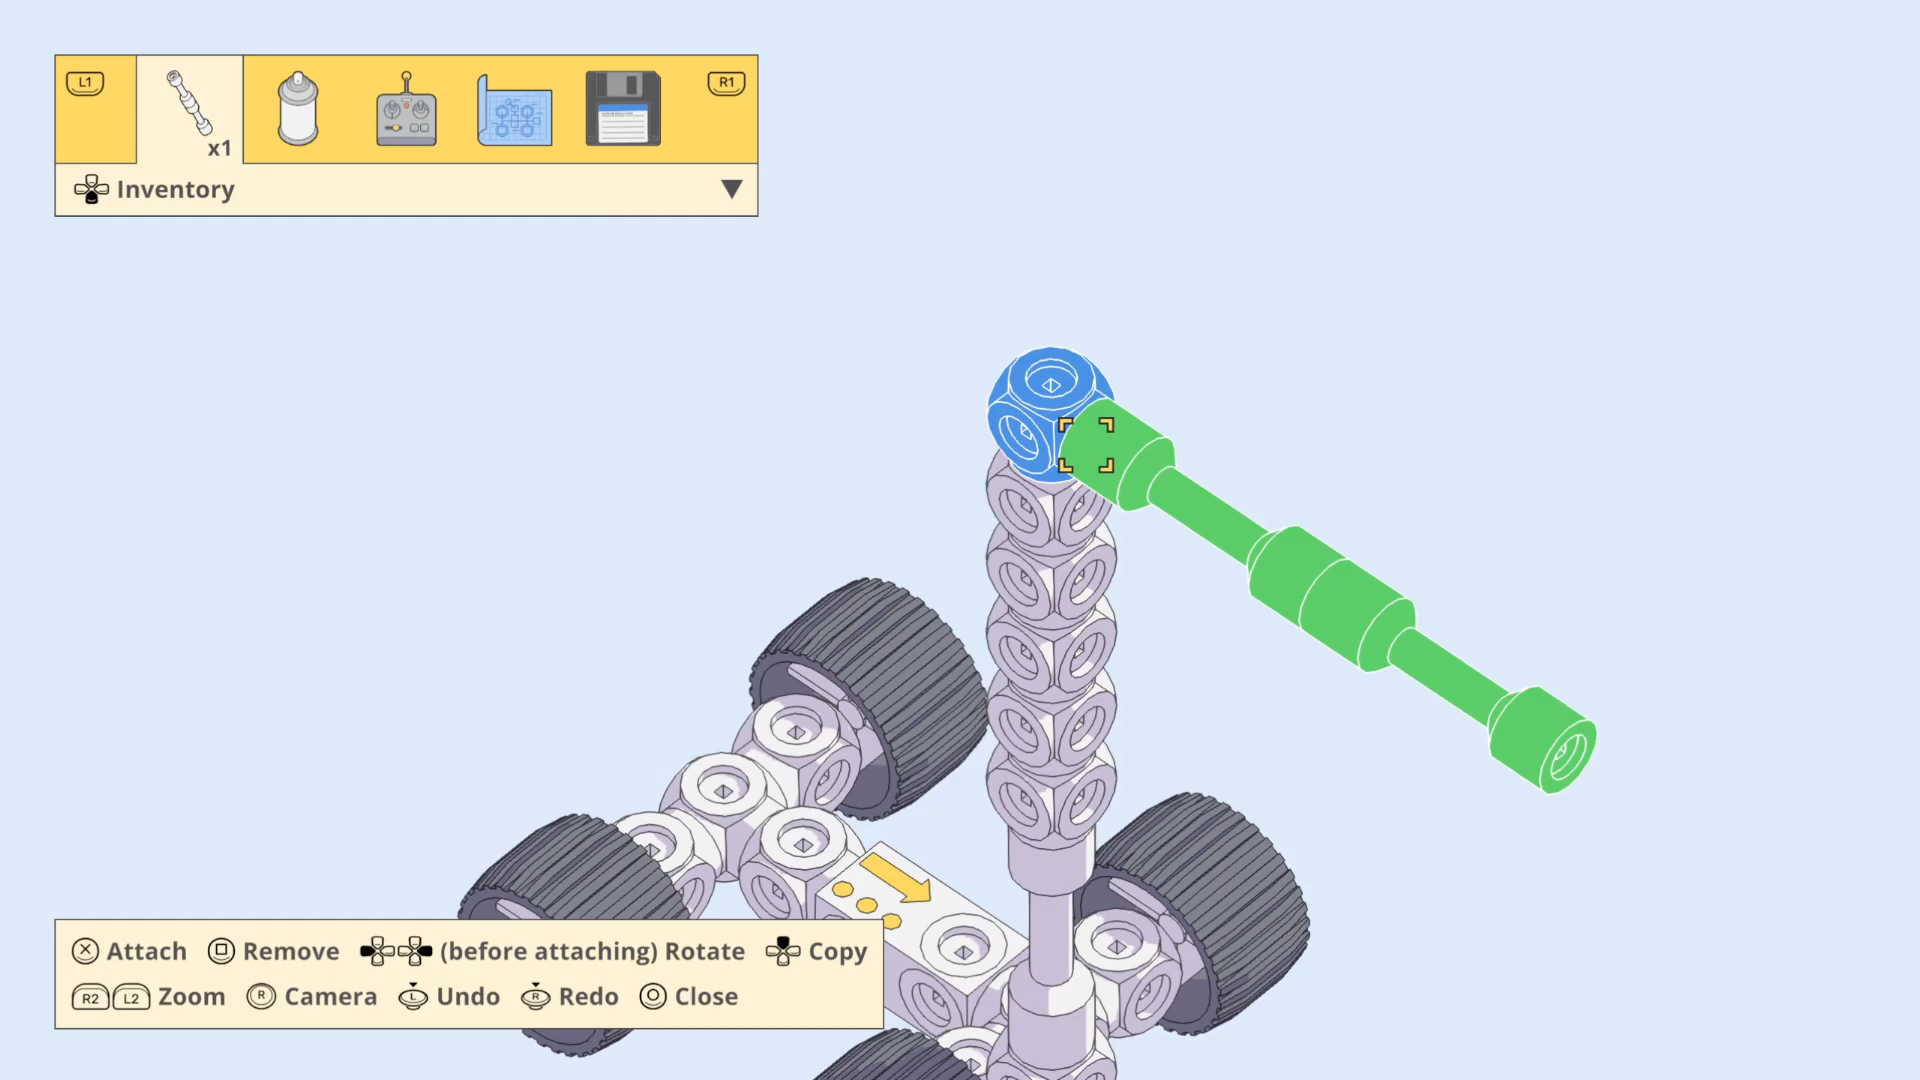 L1
R1
x1
Inventory
Attach Remove (before attaching) Rotate Copy
R2 L2 Zoom R Camera L Undo R Redo Close